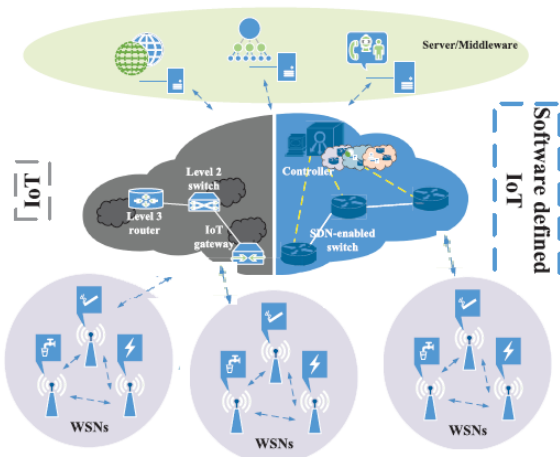 Server/Middleware
IoT
Level 2
switch
Level 3
router
IoT
gateway
Controller
SDN-enabled
switch
Software defined
IoT
WSNs
WSNs
WSNs